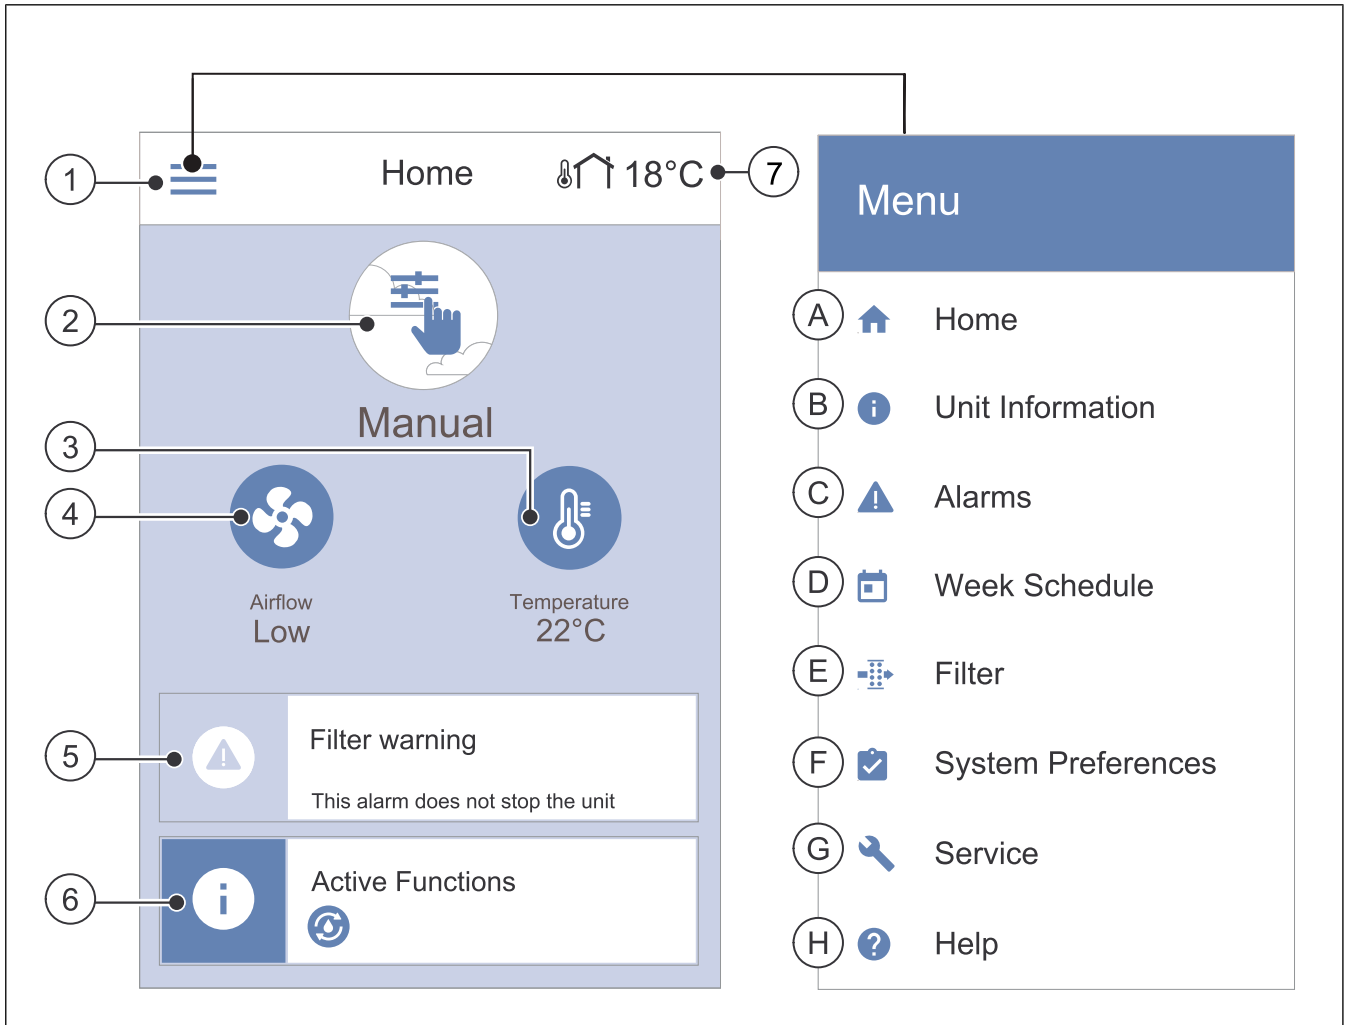 1
Home
18°C
7
2
Manual
3
4
Airflow
Low
Temperature
22°C
5
Filter warning
This alarm does not stop the unit
6
Active Functions
Menu
A Home
B Unit Information
C Alarms
D Week Schedule
E Filter
F System Preferences
G Service
H Help